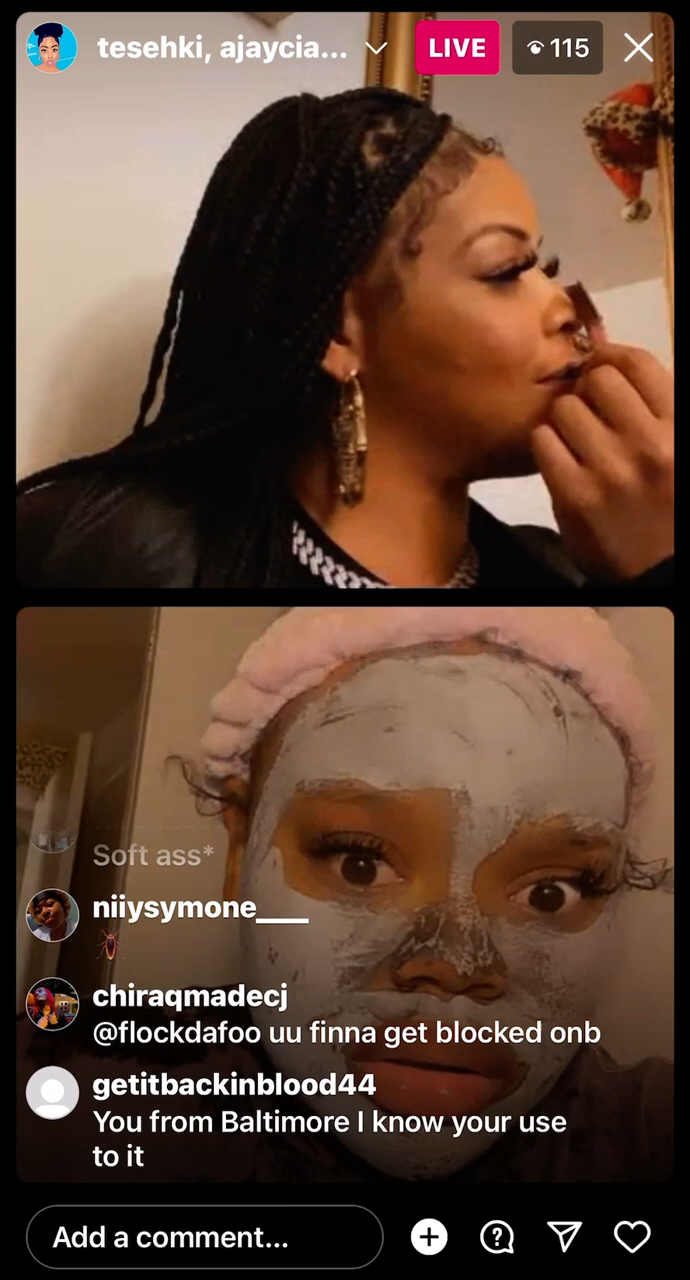 tesehki, ajaycia...
LIVE
115
Soft ass*
niiysymone___
chiraqmadecj
@flockdafoo uu finna get blocked onb
getitbackinblood44
You from Baltimore I know your use
to it
Add a comment...